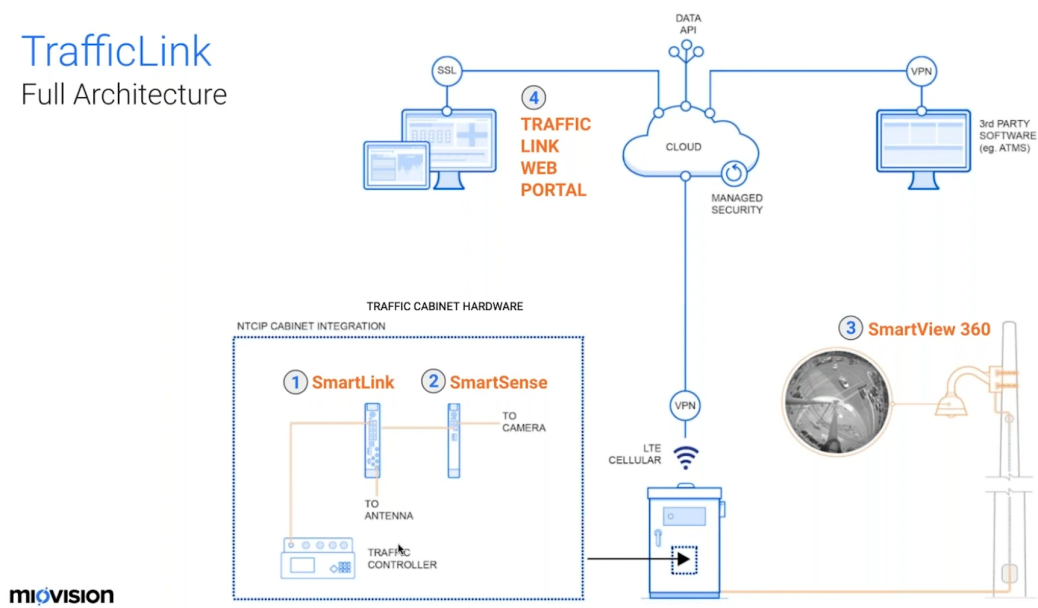 TrafficLink
Full Architecture
DATA
API
SSL
VPN
4
TRAFFIC
LINK
WEB
PORTAL
CLOUD
3rd PARTY
SOFTWARE
(eg. ATMS)
MANAGED
SECURITY
TRAFFIC CABINET HARDWARE
NTCIP CABINET INTEGRATION
3 SmartView 360
1 SmartLink
2 SmartSense
VPN
TO
CAMERA
LTE
CELLULAR
TO
ANTENNA
TRAFFIC
CONTROLLER
miovision